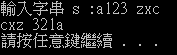 輸入字串 s :a123 zxc
cxz 321a
請按任意鍵繼續 . . .